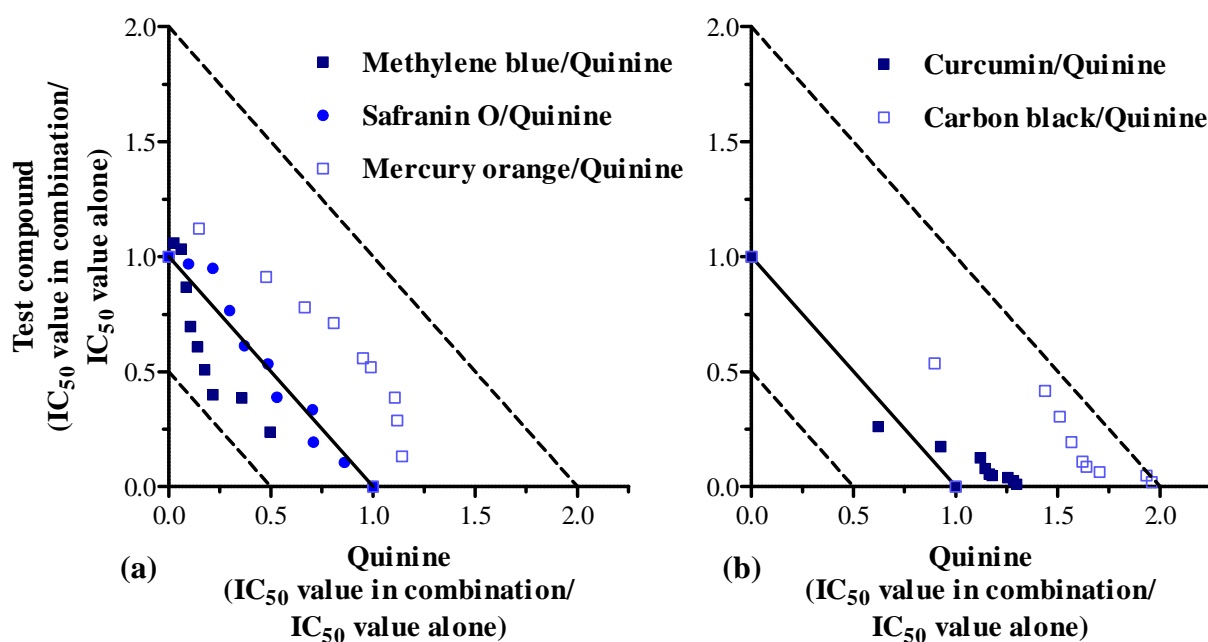 2.0
1.5
1.0
0.5
0.0
0.0
0.5
1.0
1.5
2.0
Methylene blue/Quinine
Safranin O/Quinine
Mercury orange/Quinine
Test compound
(IC50 value in combination/
IC50 value alone)
Quinine
(IC50 value in combination/
IC50 value alone)
(a)
2.0
1.5
1.0
0.5
0.0
0.0
0.5
1.0
1.5
2.0
Curcumin/Quinine
Carbon black/Quinine
Quinine
(IC50 value in combination/
IC50 value alone)
(b)